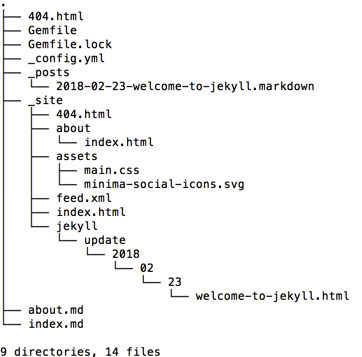 .
├── 404.html
├── Gemfile
├── Gemfile.lock
├── _config.yml
├── _posts
│   └── 2018-02-23-welcome-to-jekyll.markdown
├── _site
│   ├── 404.html
│   ├── about
│   │   └── index.html
│   ├── assets
│   │   ├── main.css
│   │   └── minima-social-icons.svg
│   ├── feed.xml
│   ├── index.html
│   └── jekyll
│       └── update
│           └── 2018
│               └── 02
│                   └── 23
│                       └── welcome-to-jekyll.html
├── about.md
└── index.md
9 directories, 14 files